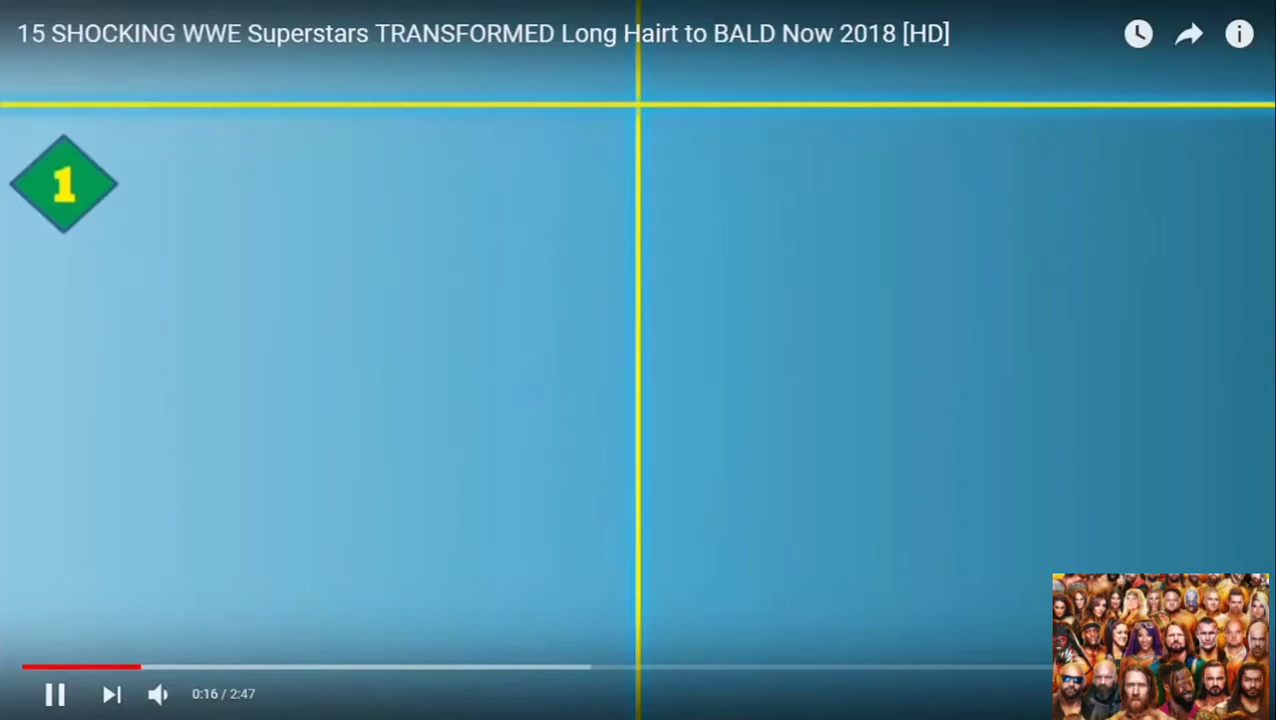 15 SHOCKING WWE Superstars TRANSFORMED Long Hairt to BALD Now 2018 [HD]
1
0:16 / 2:47